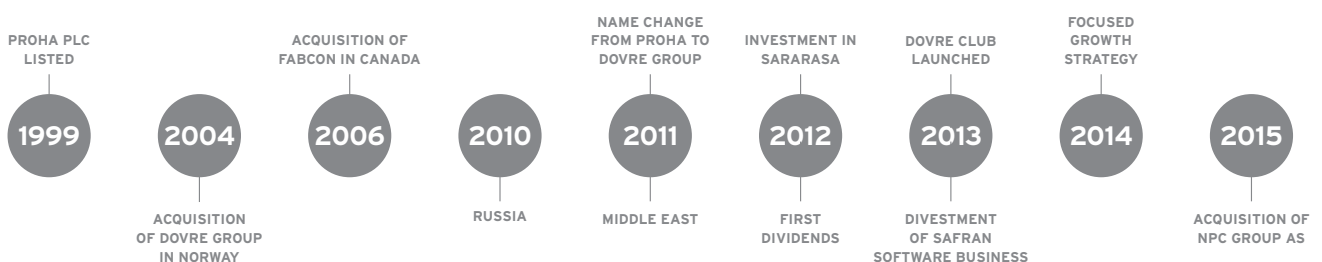 PROHA PLC
LISTED
1999
2004
ACQUISITION
OF DOVRE GROUP
IN NORWAY
ACQUISITION OF
FABCON IN CANADA
2006
2010
RUSSIA
NAME CHANGE
FROM PROHA TO
DOVRE GROUP
2011
MIDDLE EAST
INVESTMENT IN
SARARASA
2012
FIRST
DIVIDENDS
DOVRE CLUB
LAUNCHED
2013
DIVESTMENT
OF SAFRAN
SOFTWARE BUSINESS
FOCUSED
GROWTH
STRATEGY
2014
2015
ACQUISITION OF
NPC GROUP AS